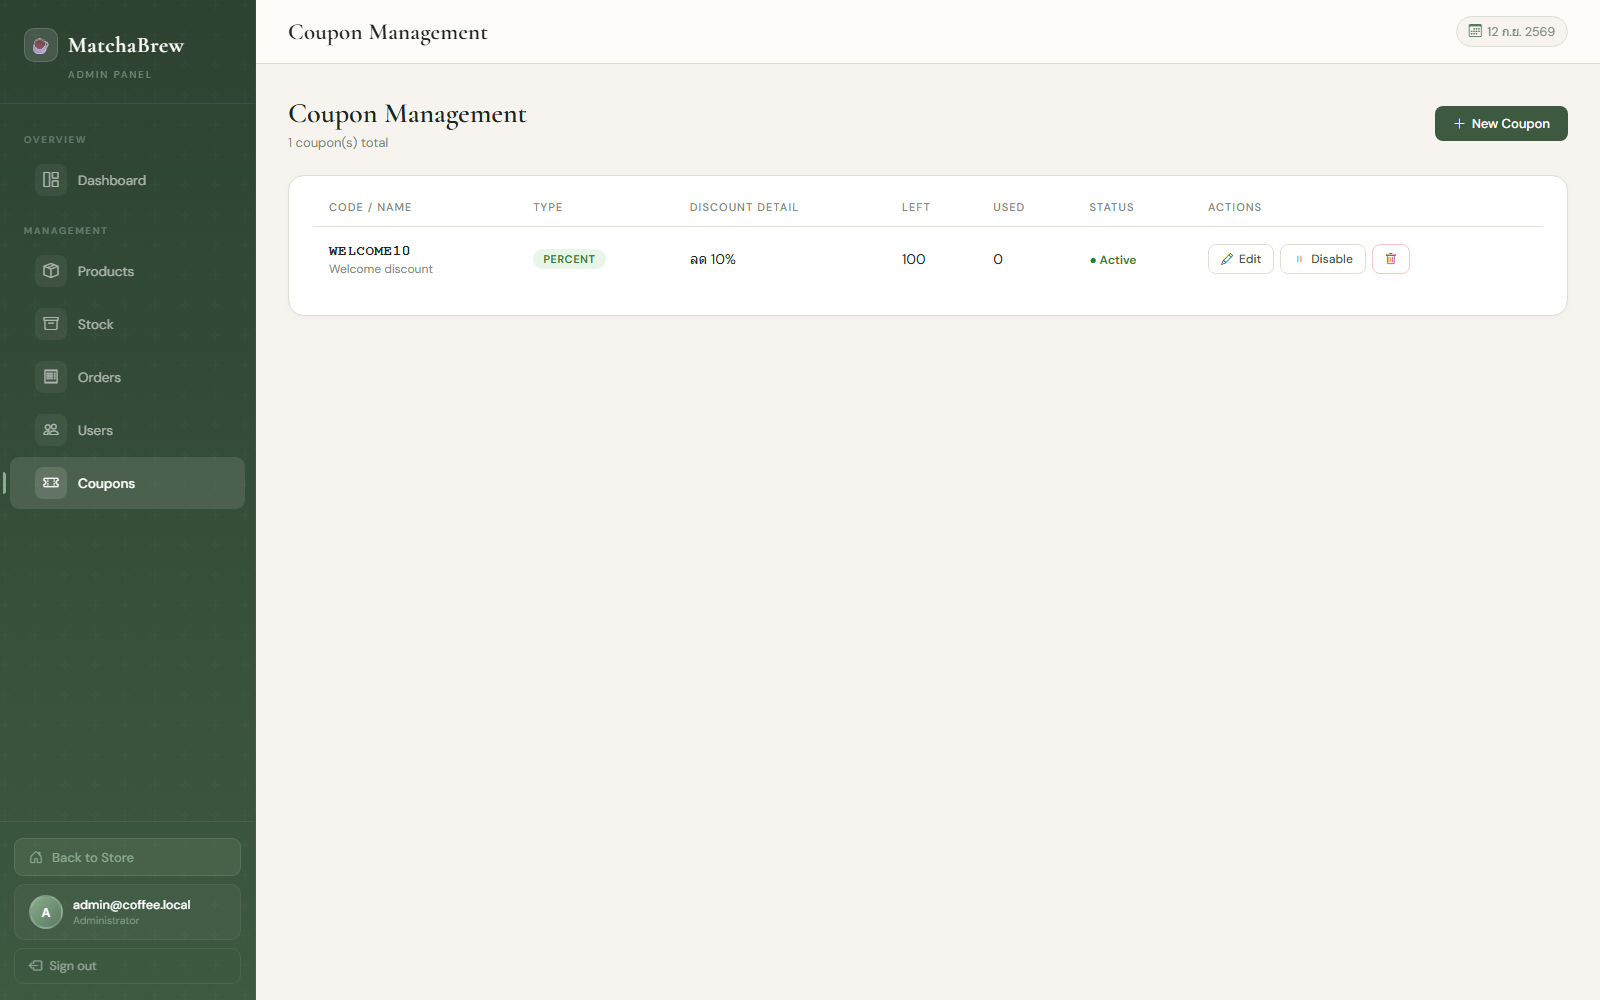 MatchaBrew
ADMIN PANEL
OVERVIEW
Dashboard
MANAGEMENT
Products
Stock
Orders
Users
Coupons
Back to Store
A
admin@coffee.local
Administrator
Sign out
Coupon Management
12 ก.ย. 2569
Coupon Management
1 coupon(s) total
New Coupon
CODE / NAME TYPE DISCOUNT DETAIL LEFT USED STATUS ACTIONS
WELCOME10
Welcome discount
PERCENT ลด 10% 100 0 ● Active Edit Disable